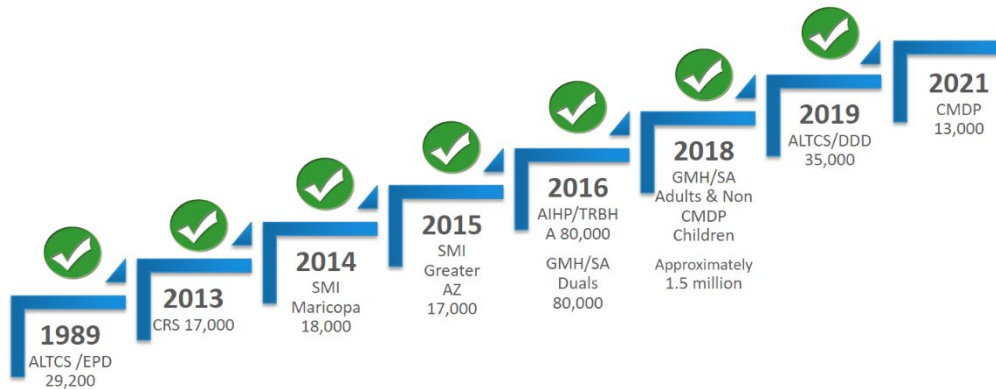 1989
ALTCS /EPD
29,200
2013
CRS 17,000
2014
SMI
Maricopa
18,000
2015
SMI
Greater
AZ
17,000
2016
AIHP/TRBH
A 80,000
GMH/SA
Duals
80,000
2018
GMH/SA
Adults & Non
CMDP
Children
Approximately
1.5 million
2019
ALTCS/DDD
35,000
2021
CMDP
13,000